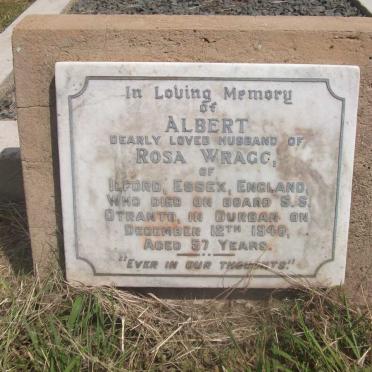 In Loving Memory
of
ALBERT
DEARLY LOVED HUSBAND OF
ROSA WRAGG,
OF
ILFORD, ESSEX, ENGLAND,
WHO DIED ON BOARD S.S.
OTRANTO, IN DURBAN ON
DECEMBER 12TH 1940,
AGED 57 YEARS.
"EVER IN OUR THOUGHTS."